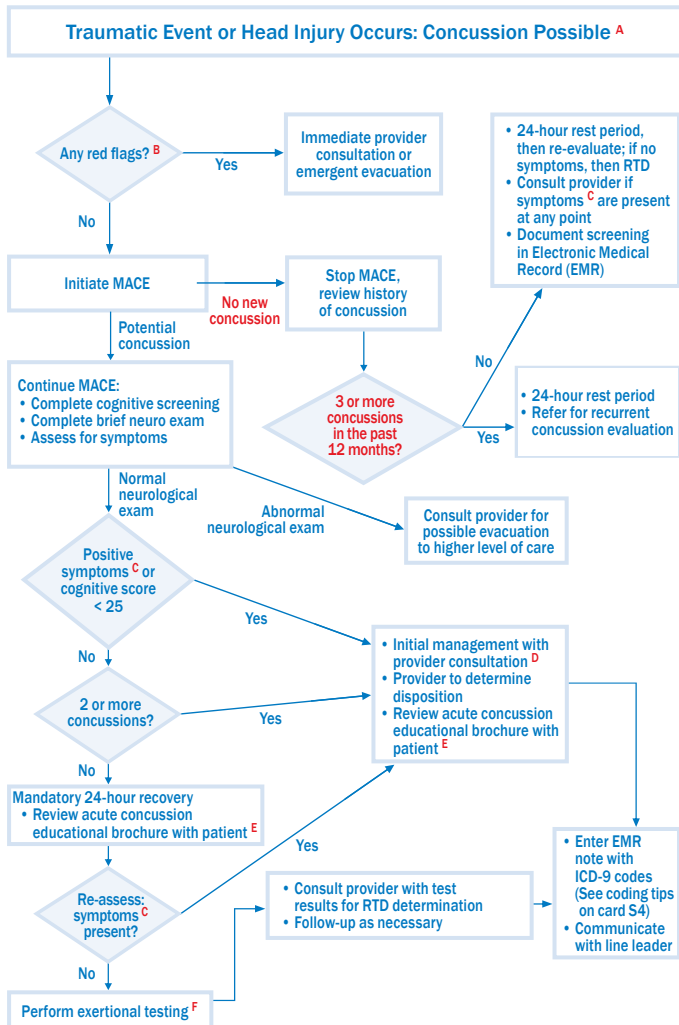 Traumatic Event or Head Injury Occurs: Concussion Possible A
Any red flags? B
Yes
Immediate provider
consultation or
emergent evacuation
No
• 24-hour rest period,
then re-evaluate; if no
symptoms, then RTD
• Consult provider if
symptoms C are present
at any point
• Document screening
in Electronic Medical
Record (EMR)
Initiate MACE
No new
concussion
Stop MACE,
review history
of concussion
Potential
concussion
No
3 or more
concussions
in the past
12 months?
Yes
• 24-hour rest period
• Refer for recurrent
concussion evaluation
Continue MACE:
• Complete cognitive screening
• Complete brief neuro exam
• Assess for symptoms
Normal
neurological
exam
Abnormal
neurological exam
Consult provider for
possible evacuation
to higher level of care
Positive
symptoms C or
cognitive score
< 25
Yes
No
• Initial management with
provider consultation D
• Provider to determine
disposition
• Review acute concussion
educational brochure with
patient E
2 or more
concussions?
Yes
No
Mandatory 24-hour recovery
• Review acute concussion
educational brochure with patient E
Yes
Re-assess:
symptoms C
present?
No
• Consult provider with test
results for RTD determination
• Follow-up as necessary
• Enter EMR
note with
ICD-9 codes
(See coding tips
on card S4)
• Communicate
with line leader
Perform exertional testing F